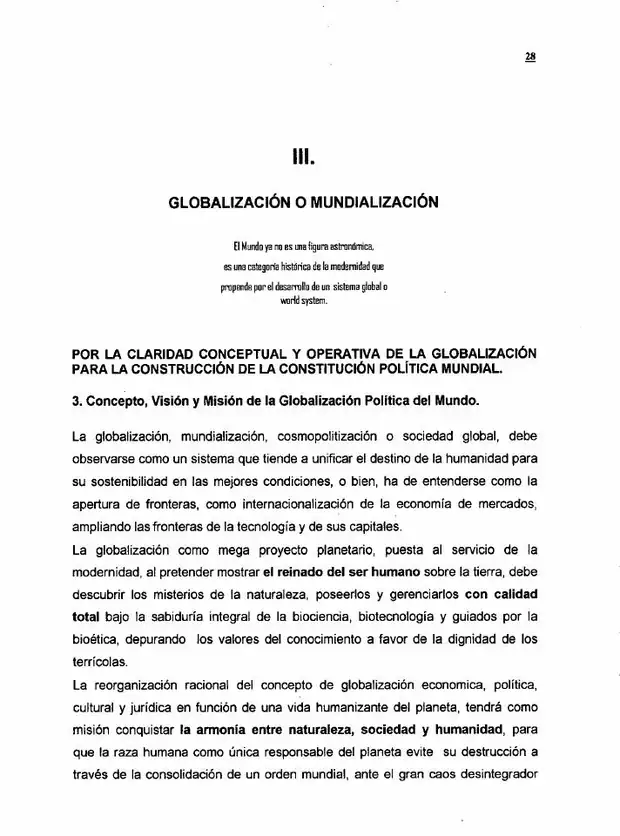 28
III.
GLOBALIZACIÓN O MUNDIALIZACIÓN
El Mundo ya no es una figura astronómica,
es una categoría histórica de la modernidad que
propende por el desarrollo de un sistema global o
world system.
POR LA CLARIDAD CONCEPTUAL Y OPERATIVA DE LA GLOBALIZACIÓN
PARA LA CONSTRUCCIÓN DE LA CONSTITUCIÓN POLÍTICA MUNDIAL.
3. Concepto, Visión y Misión de la Globalización Política del Mundo.
La globalización, mundialización, cosmopolitización o sociedad global, debe
observarse como un sistema que tiende a unificar el destino de la humanidad para
su sostenibilidad en las mejores condiciones, o bien, ha de entenderse como la
apertura de fronteras, como internacionalización de la economía de mercados,
ampliando las fronteras de la tecnología y de sus capitales.
La globalización como mega proyecto planetario, puesta al servicio de la
modernidad, al pretender mostrar el reinado del ser humano sobre la tierra, debe
descubrir los misterios de la naturaleza, poseerlos y gerenciarlos con calidad
total bajo la sabiduría integral de la biociencia, biotecnología y guiados por la
bioética, depurando los valores del conocimiento a favor de la dignidad de los
terrícolas.
La reorganización racional del concepto de globalización economica, política,
cultural y jurídica en función de una vida humanizante del planeta, tendrá como
misión conquistar la armonía entre naturaleza, sociedad y humanidad, para
que la raza humana como única responsable del planeta evite su destrucción a
través de la consolidación de un orden mundial, ante el gran caos desintegrador